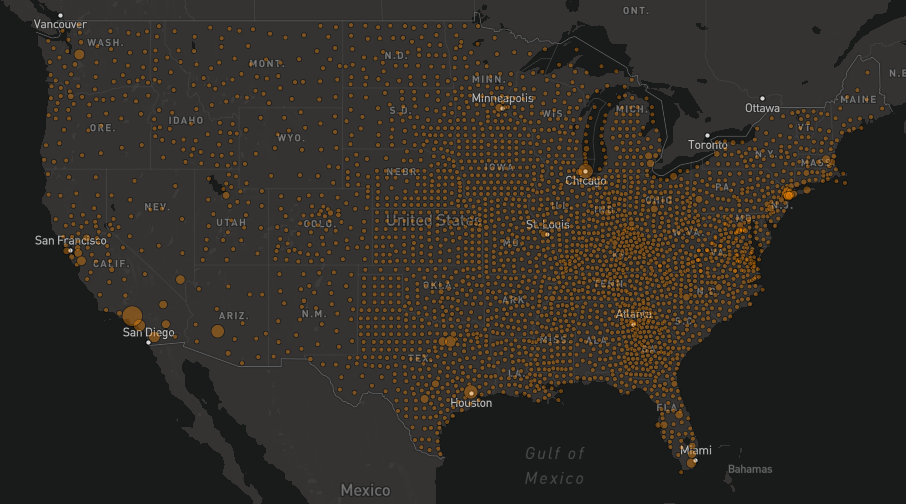 ONT.
Vancouver
WASH.
N.D.
MONT.
MINN.
Minneapolis
N.B
MAINE
Ottawa
S.D.
WIS.
MICH.
IDAHO
ORE.
VT.
WYO.
Toronto
N.Y.
MASS.
IOWA
NEBR.
Chicago
PA.
OHIO
ILL.
IND.
NEV.
UTAH
COLO.
United States
St. Louis
N.J.
MD.
W.VA.
San Francisco
MO.
VA.
CALIF.
KY.
OKLA.
TENN.
N.C.
ARK.
ARIZ.
N.M.
Atlanta
S.C.
San Diego
MISS.
ALA.
TEX.
LA.
Houston
FLA.
Miami
Gulf of
Mexico
Bahamas
Mexico